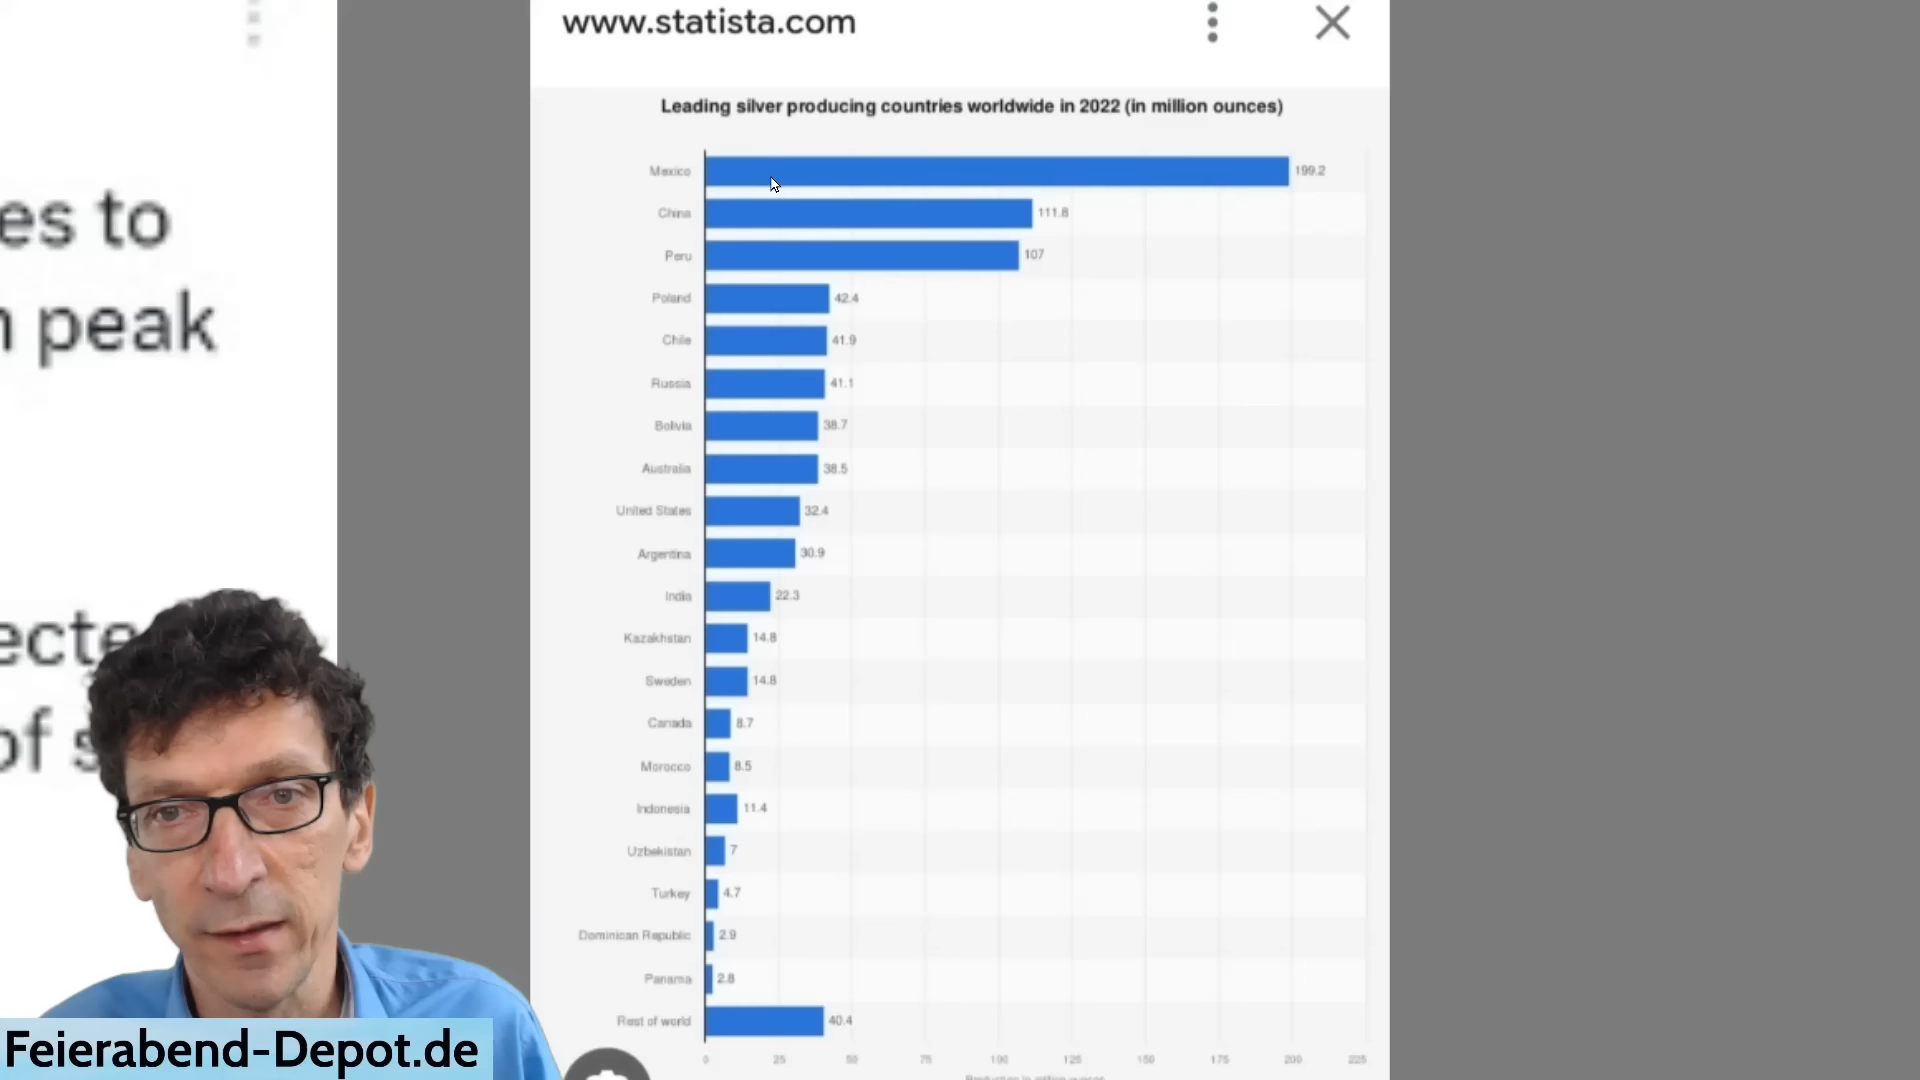 www.statista.com
Leading silver producing countries worldwide in 2022 (in million ounces)
Mexico 199.2
China 111.8
Peru 107
Poland 42.4
Chile 41.9
Russia 41.1
Bolivia 38.7
Australia 38.5
United States 32.4
Argentina 30.9
India 22.3
Kazakhstan 14.8
Sweden 14.8
Canada 8.7
Morocco 8.5
Indonesia 11.4
Uzbekistan 7
Turkey 4.7
Dominican Republic 2.9
Panama 2.8
Rest of world 40.4
0 25 50 75 100 125 150 175 200 225
Production in million ounces
es to
n peak
ecte
of s
Feierabend-Depot.de